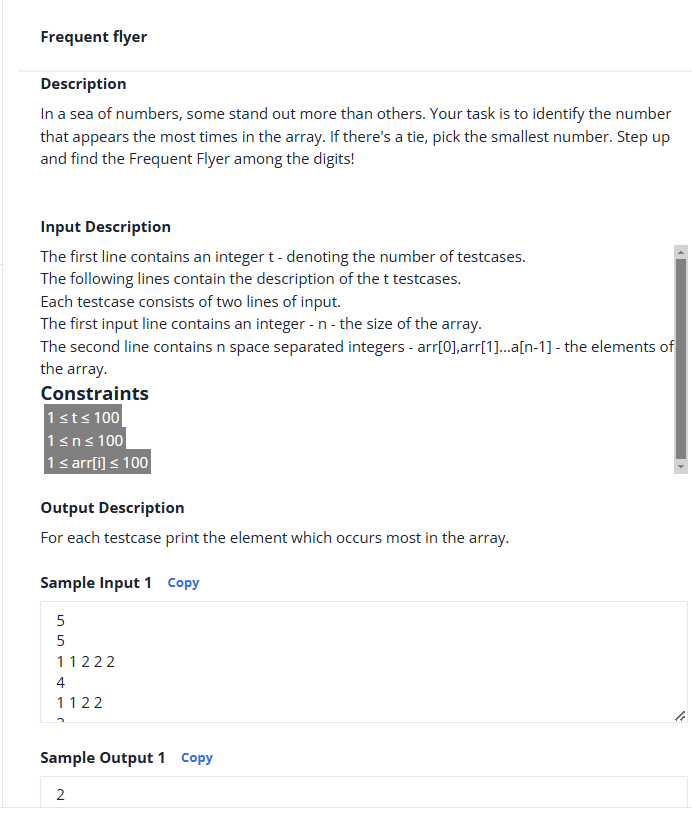 Frequent flyer
Description
In a sea of numbers, some stand out more than others. Your task is to identify the number
that appears the most times in the array. If there's a tie, pick the smallest number. Step up
and find the Frequent Flyer among the digits!
Input Description
The first line contains an integer t - denoting the number of testcases.
The following lines contain the description of the t testcases.
Each testcase consists of two lines of input.
The first input line contains an integer - n - the size of the array.
The second line contains n space separated integers - arr[0],arr[1]...a[n-1] - the elements of
the array.
Constraints
1 ≤ t ≤ 100
1 ≤ n ≤ 100
1 ≤ arr[i] ≤ 100
Output Description
For each testcase print the element which occurs most in the array.
Sample Input 1 Copy
5
5
1 1 2 2 2
4
1 1 2 2
Sample Output 1 Copy
2